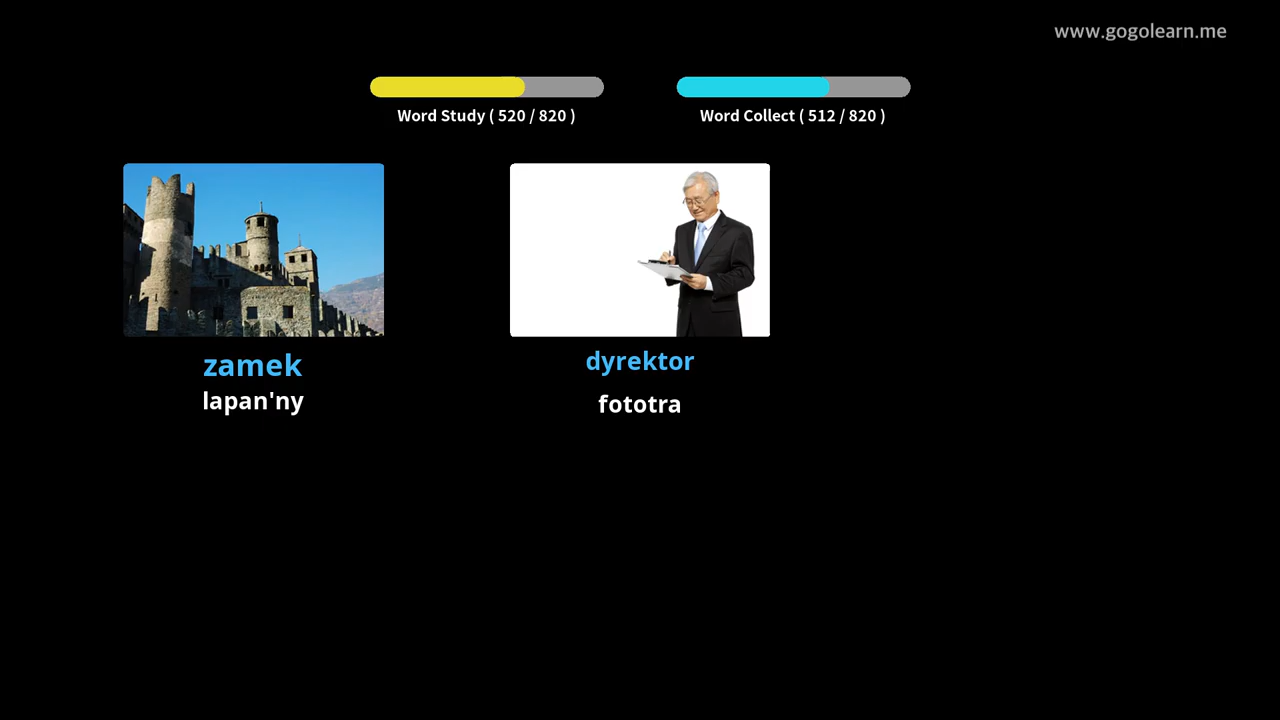 www.gogolearn.me
Word Study ( 520 / 820 )
Word Collect ( 512 / 820 )
zamek
lapan'ny
dyrektor
fototra